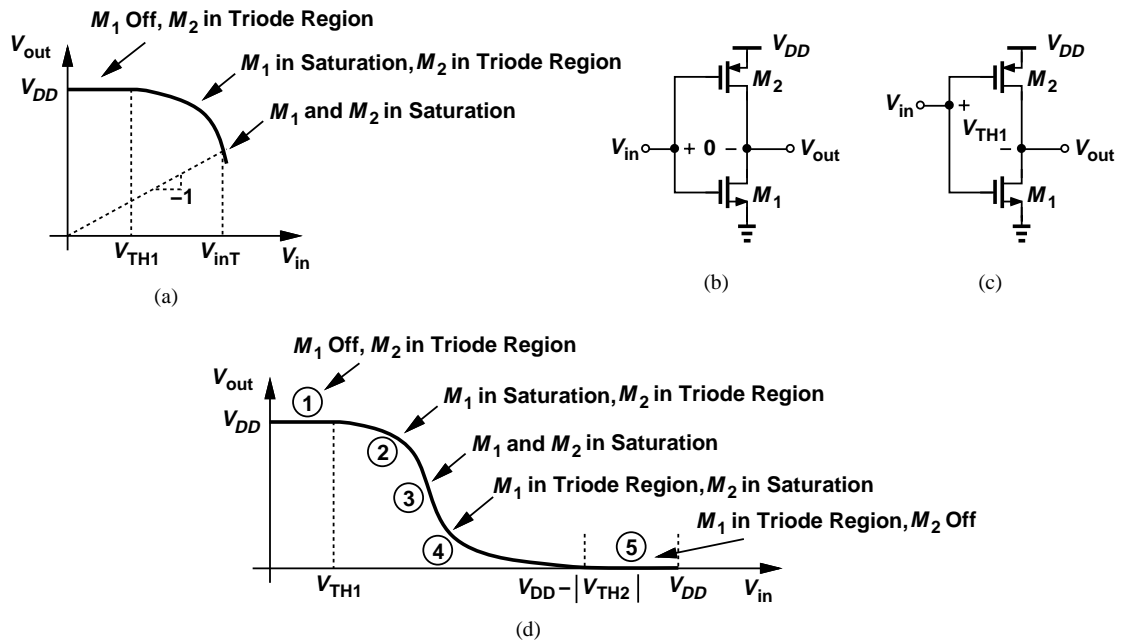 M1 Off, M2 in Triode Region
Vout
VDD
M1 in Saturation, M2 in Triode Region
M1 and M2 in Saturation
−1
VTH1
VinT
Vin
(a)
VDD
M2
Vin
+ 0 −
Vout
M1
(b)
VDD
M2
Vin
+
VTH1
−
Vout
M1
(c)
M1 Off, M2 in Triode Region
Vout
VDD
1
M1 in Saturation, M2 in Triode Region
2
M1 and M2 in Saturation
3
M1 in Triode Region, M2 in Saturation
4
M1 in Triode Region, M2 Off
5
VTH1
VDD − |VTH2|
VDD
Vin
(d)